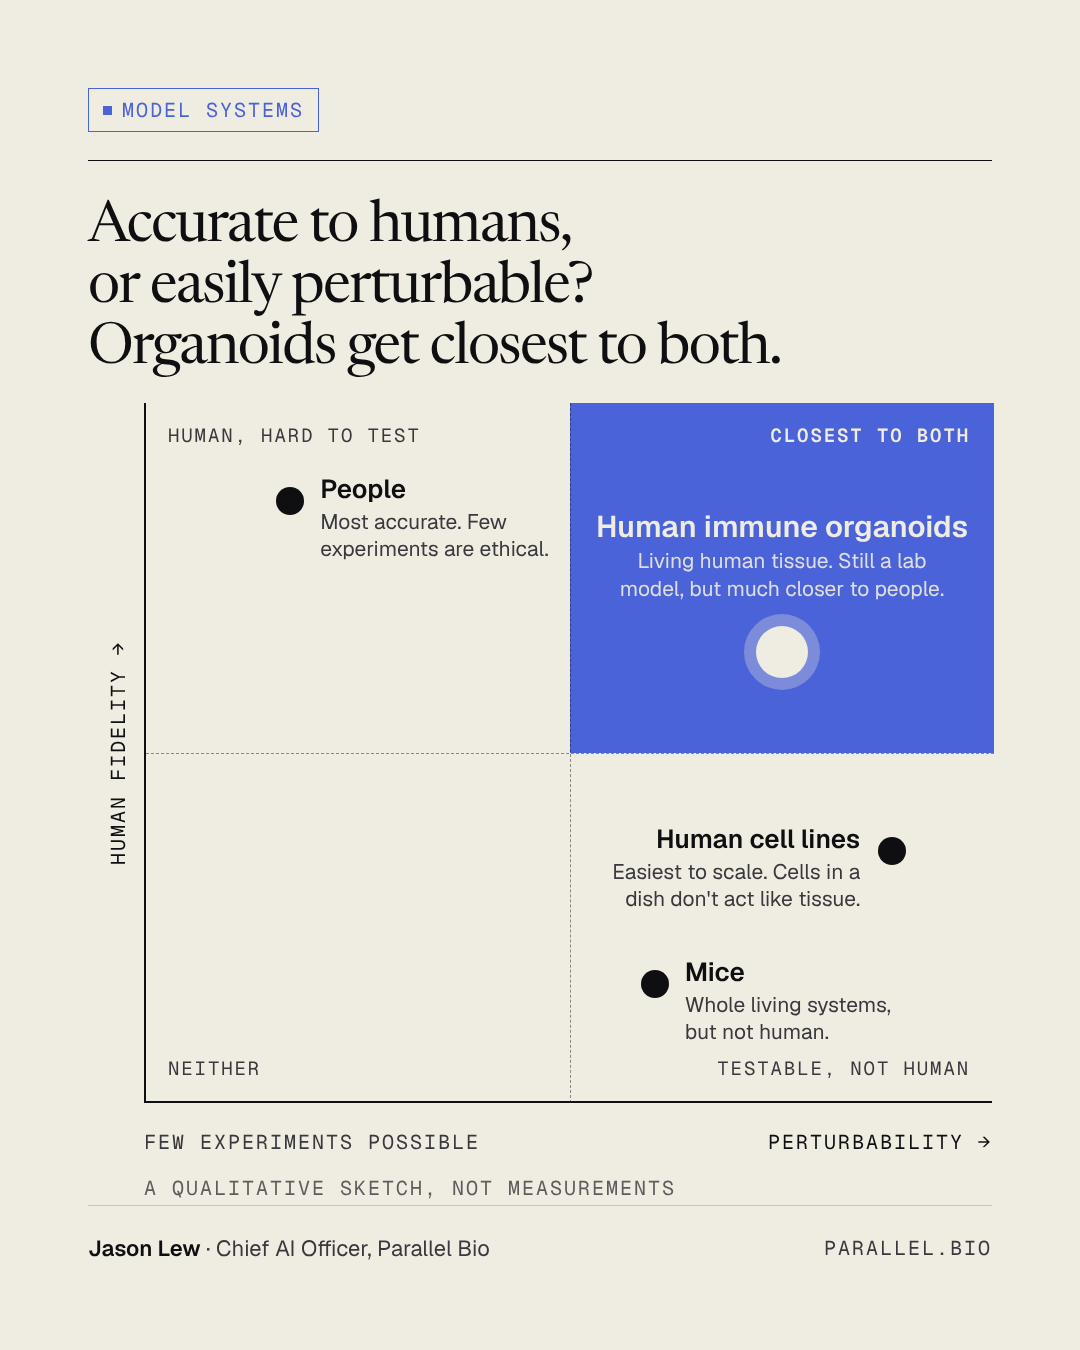 MODEL SYSTEMS
Accurate to humans,
or easily perturbable?
Organoids get closest to both.
HUMAN, HARD TO TEST
CLOSEST TO BOTH
People
Most accurate. Few
experiments are ethical.
Human immune organoids
Living human tissue. Still a lab
model, but much closer to people.
HUMAN FIDELITY →
Human cell lines
Easiest to scale. Cells in a
dish don't act like tissue.
Mice
Whole living systems,
but not human.
NEITHER
TESTABLE, NOT HUMAN
FEW EXPERIMENTS POSSIBLE
PERTURBABILITY →
A QUALITATIVE SKETCH, NOT MEASUREMENTS
Jason Lew · Chief AI Officer, Parallel Bio
PARALLEL.BIO